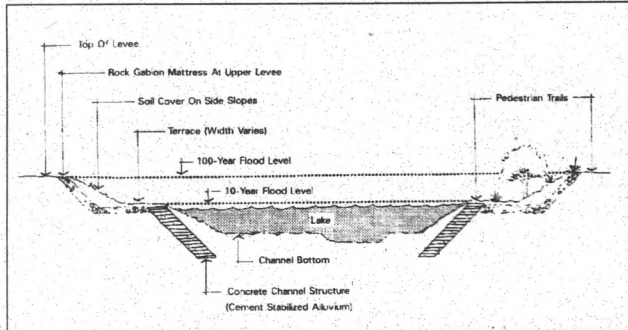 Top Of Levee
Rock Gabion Mattress At Upper Levee
Soil Cover On Side Slopes
Pedestrian Trails
Terrace (Width Varies)
100-Year Flood Level
10-Year Flood Level
Lake
Channel Bottom
Concrete Channel Structure
(Cement Stabilized Alluvium)